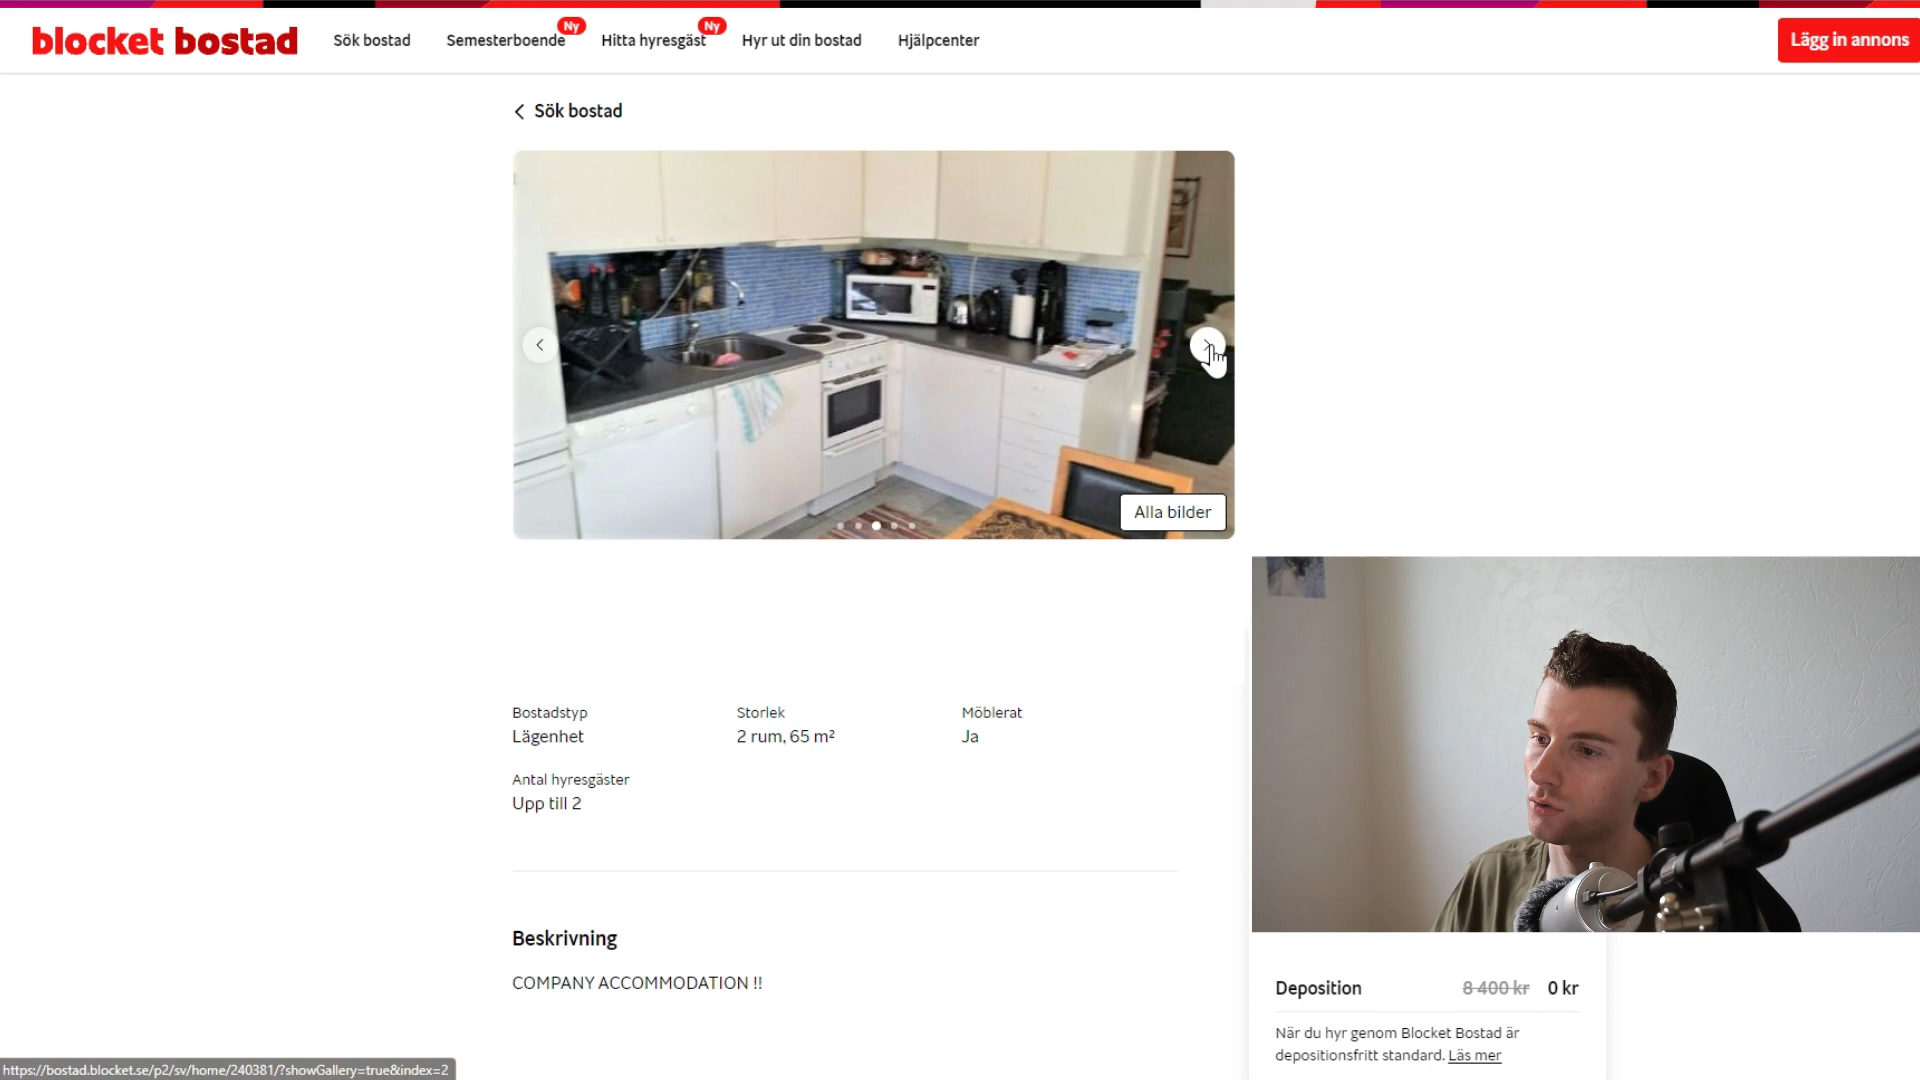 blocket bostad
Sök bostad
Semesterboende
Ny
Hitta hyresgäst
Ny
Hyr ut din bostad
Hjälpcenter
Lägg in annons
Sök bostad
Alla bilder
Bostadstyp
Lägenhet
Storlek
2 rum, 65 m²
Möblerat
Ja
Antal hyresgäster
Upp till 2
Beskrivning
COMPANY ACCOMMODATION !!
Deposition 8 400 kr 0 kr
När du hyr genom Blocket Bostad är
depositionsfritt standard. Läs mer
https://bostad.blocket.se/p2/sv/home/240381/?showGallery=true&index=2